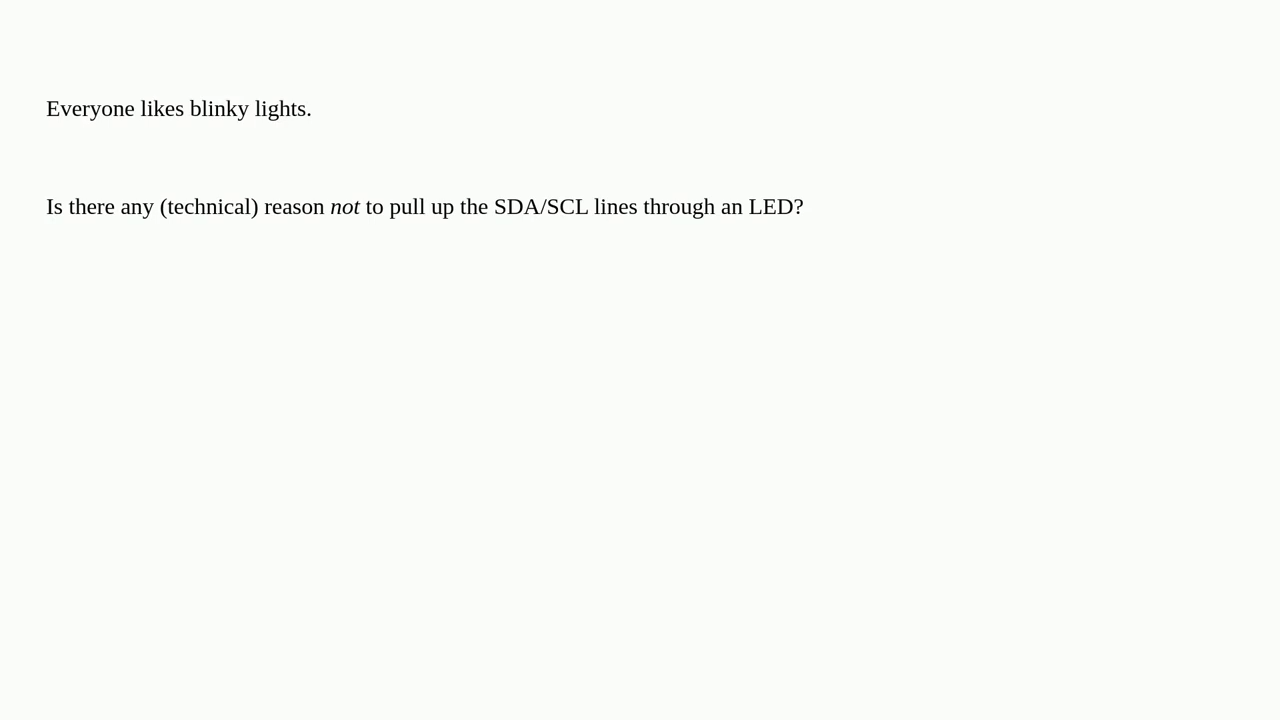 Everyone likes blinky lights.
Is there any (technical) reason not to pull up the SDA/SCL lines through an LED?